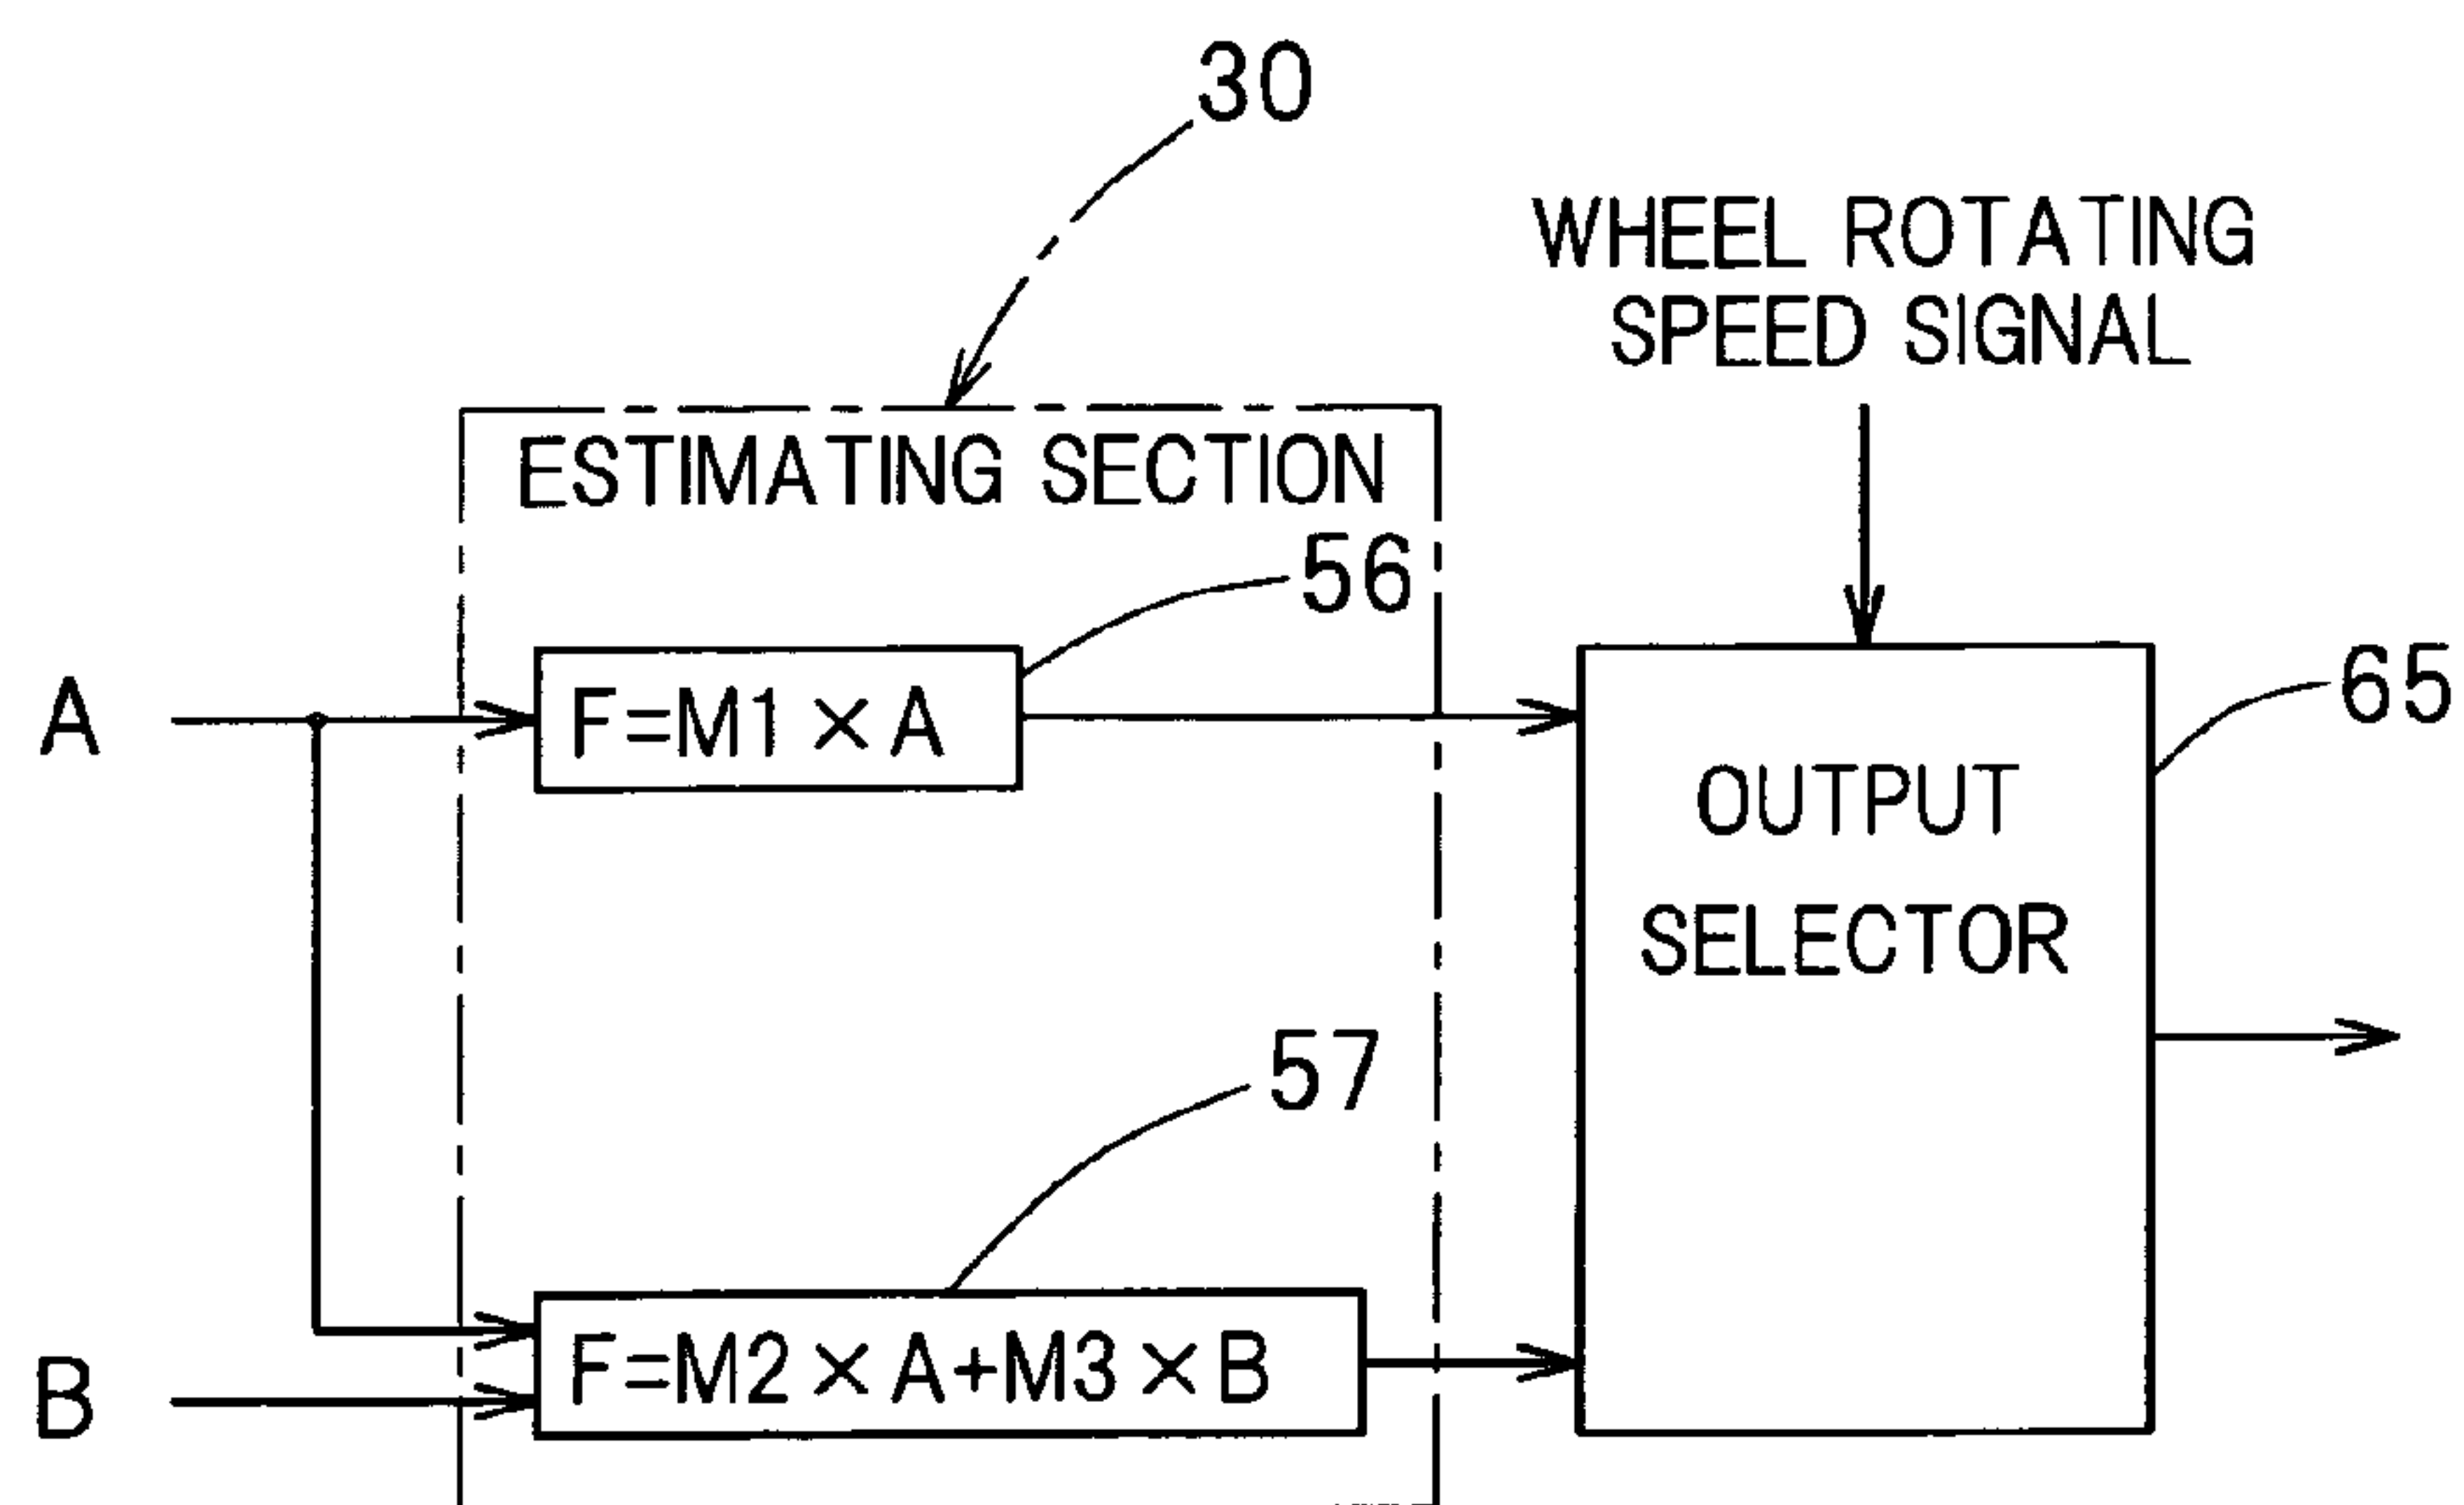 30
WHEEL ROTATING
SPEED SIGNAL
ESTIMATING SECTION
56
65
A
F=M1×A
OUTPUT
SELECTOR
57
B
F=M2×A+M3×B